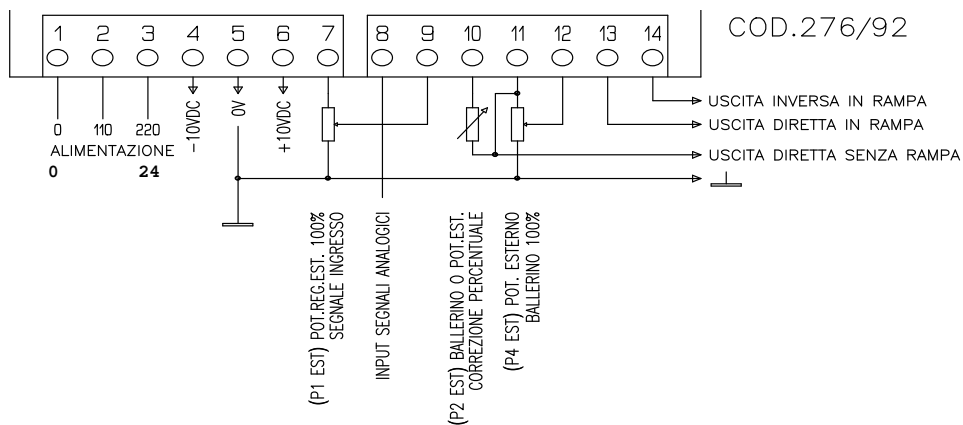 COD.276/92
1 2 3 4 5 6 7 8 9 10 11 12 13 14
0 110 220
-10VDC
0V
+10VDC
ALIMENTAZIONE
0 24
USCITA INVERSA IN RAMPA
USCITA DIRETTA IN RAMPA
USCITA DIRETTA SENZA RAMPA
(P1 EST) POT.REG.EST. 100%
SEGNALE INGRESSO
INPUT SEGNALI ANALOGICI
(P2 EST) BALLERINO O POT.EST.
CORREZIONE PERCENTUALE
(P4 EST) POT. ESTERNO
BALLERINO 100%